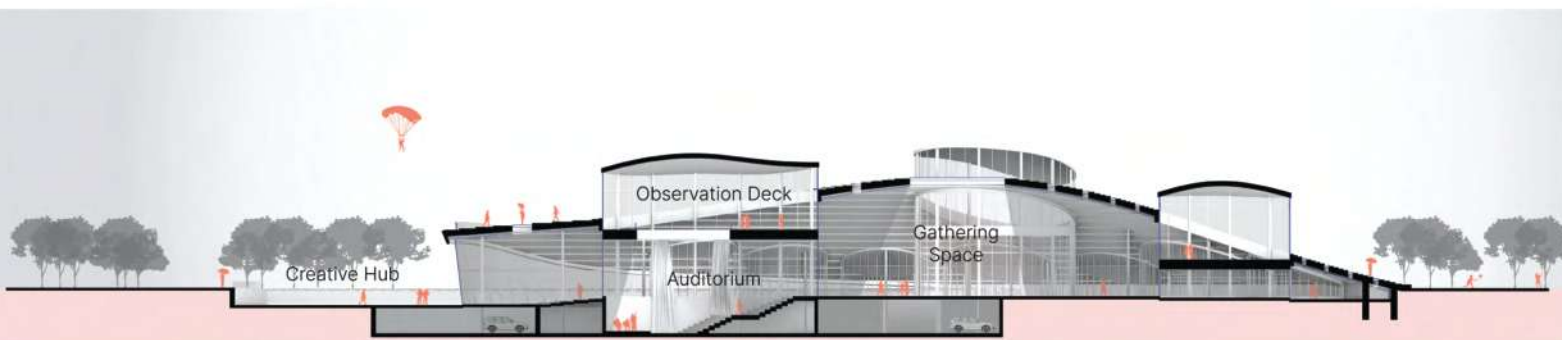 Observation Deck
Gathering
Space
Creative Hub
Auditorium